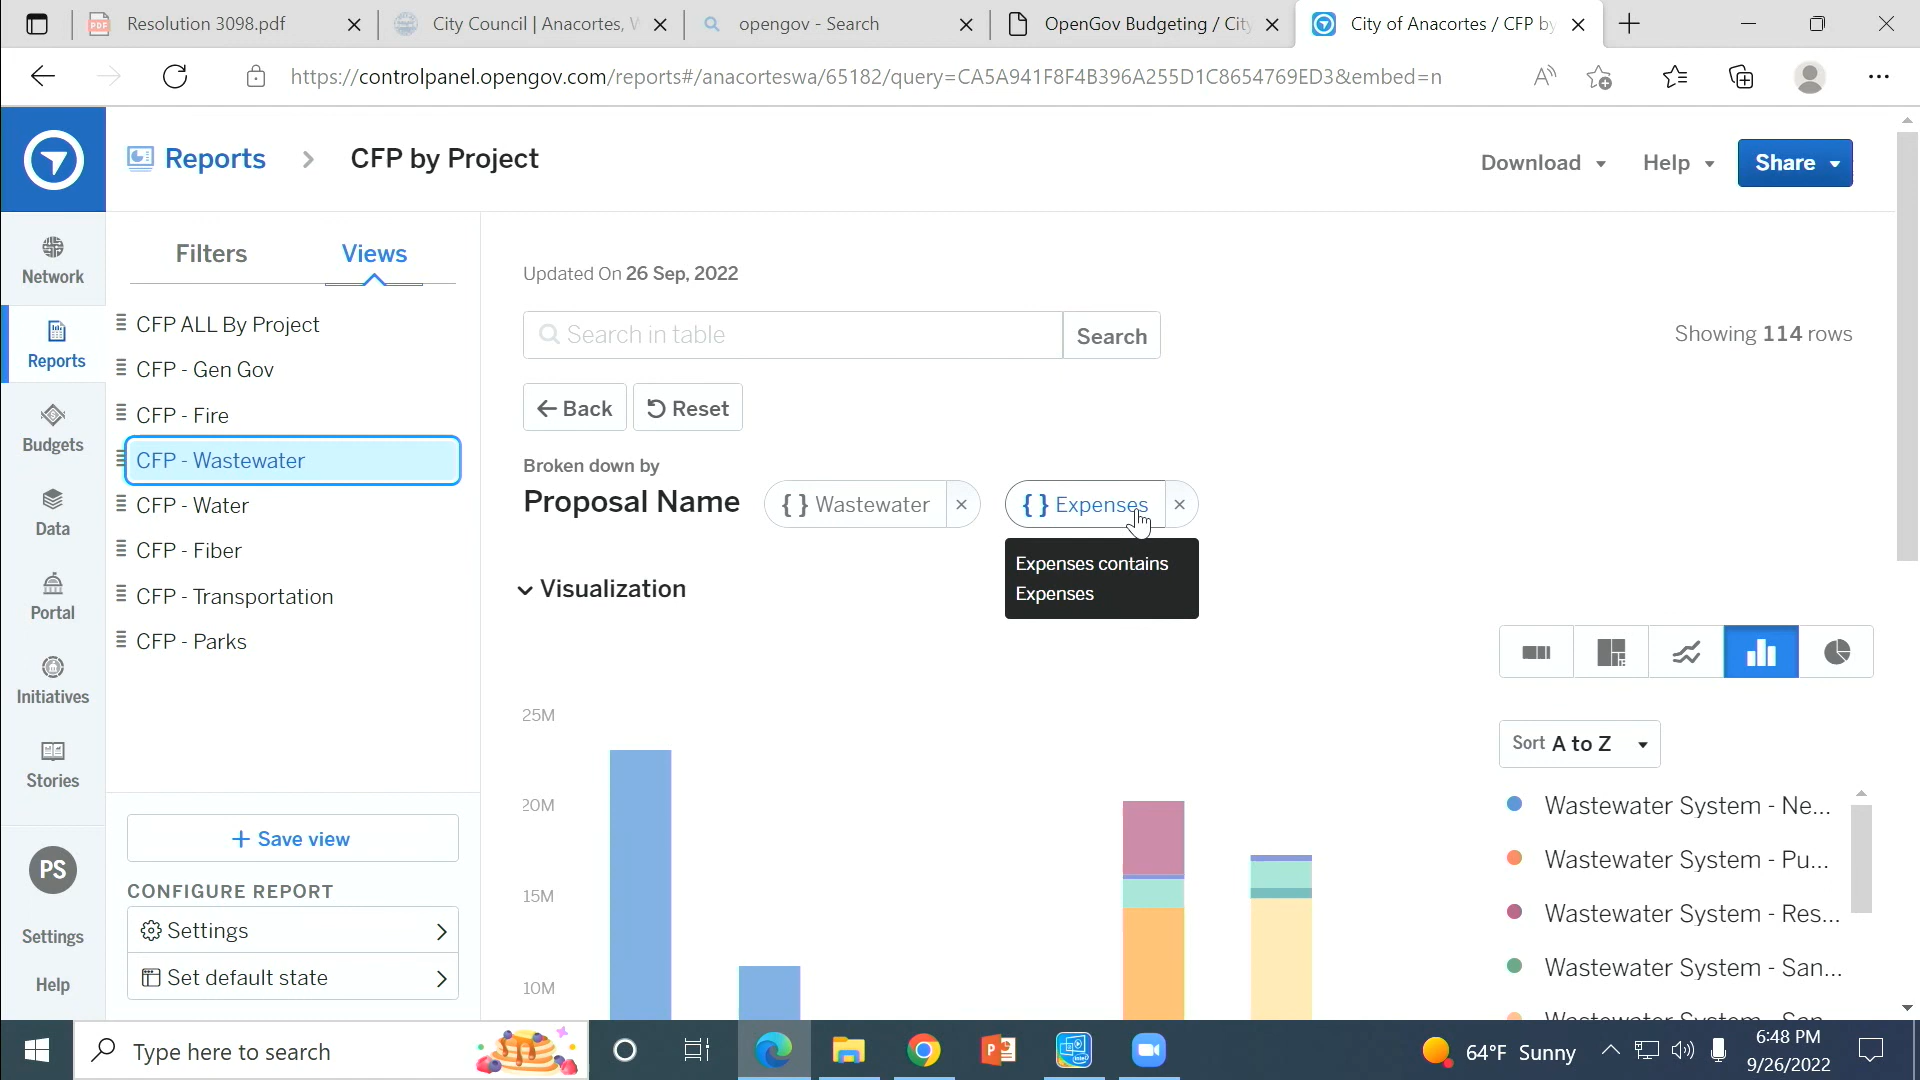 Resolution 3098.pdf
City Council | Anacortes, W
opengov - Search
OpenGov Budgeting / City
City of Anacortes / CFP by
https://controlpanel.opengov.com/reports#/anacorteswa/65182/query=CA5A941F8F4B396A255D1C8654769ED3&embed=n
Reports > CFP by Project
Download
Help
Share
Network
Reports
Budgets
Data
Portal
Initiatives
Stories
PS
Settings
Help
Filters
Views
CFP ALL By Project
CFP - Gen Gov
CFP - Fire
CFP - Wastewater
CFP - Water
CFP - Fiber
CFP - Transportation
CFP - Parks
+ Save view
CONFIGURE REPORT
Settings
Set default state
Updated On 26 Sep, 2022
Search in table
Search
Showing 114 rows
Back
Reset
Broken down by
Proposal Name
{ } Wastewater ×
{ } Expenses ×
Expenses contains
Expenses
Visualization
25M
20M
15M
10M
Sort A to Z
Wastewater System - Ne...
Wastewater System - Pu...
Wastewater System - Res...
Wastewater System - San...
Type here to search
64°F Sunny
6:48 PM
9/26/2022